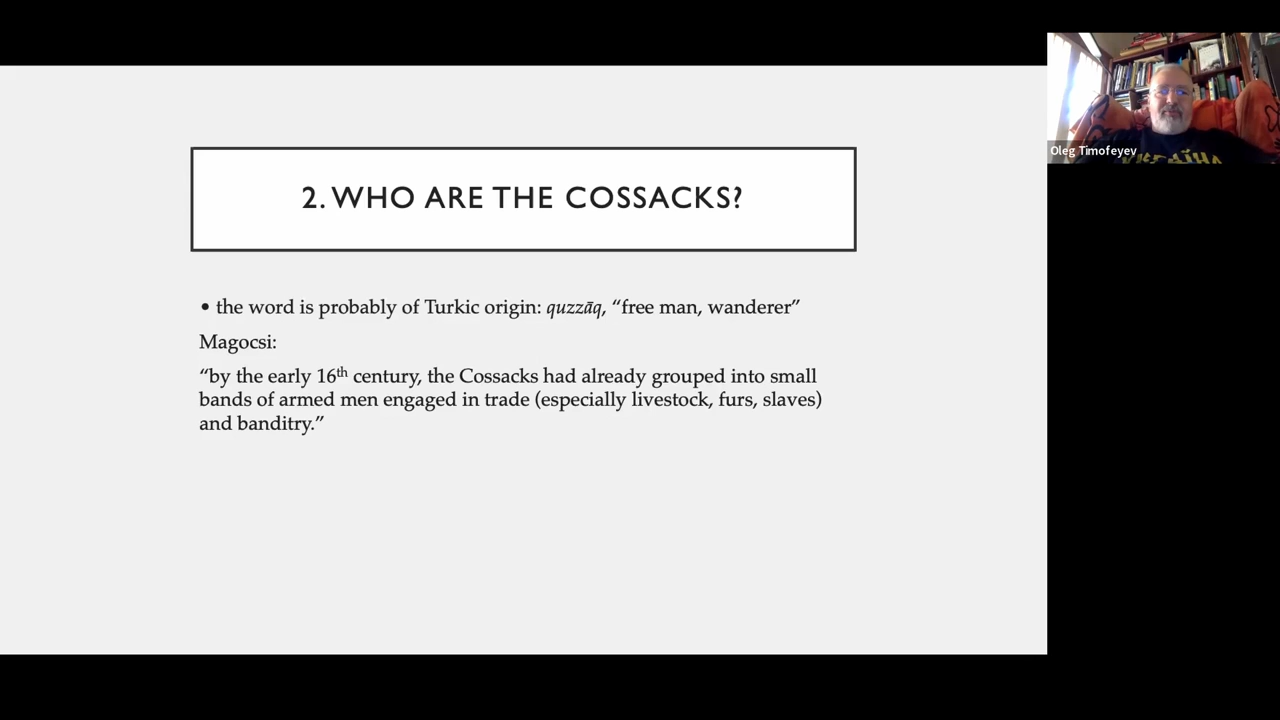 2. WHO ARE THE COSSACKS?
• the word is probably of Turkic origin: quzzāq, “free man, wanderer”
Magocsi:
“by the early 16th century, the Cossacks had already grouped into small
bands of armed men engaged in trade (especially livestock, furs, slaves)
and banditry.”
Oleg Timofeyev